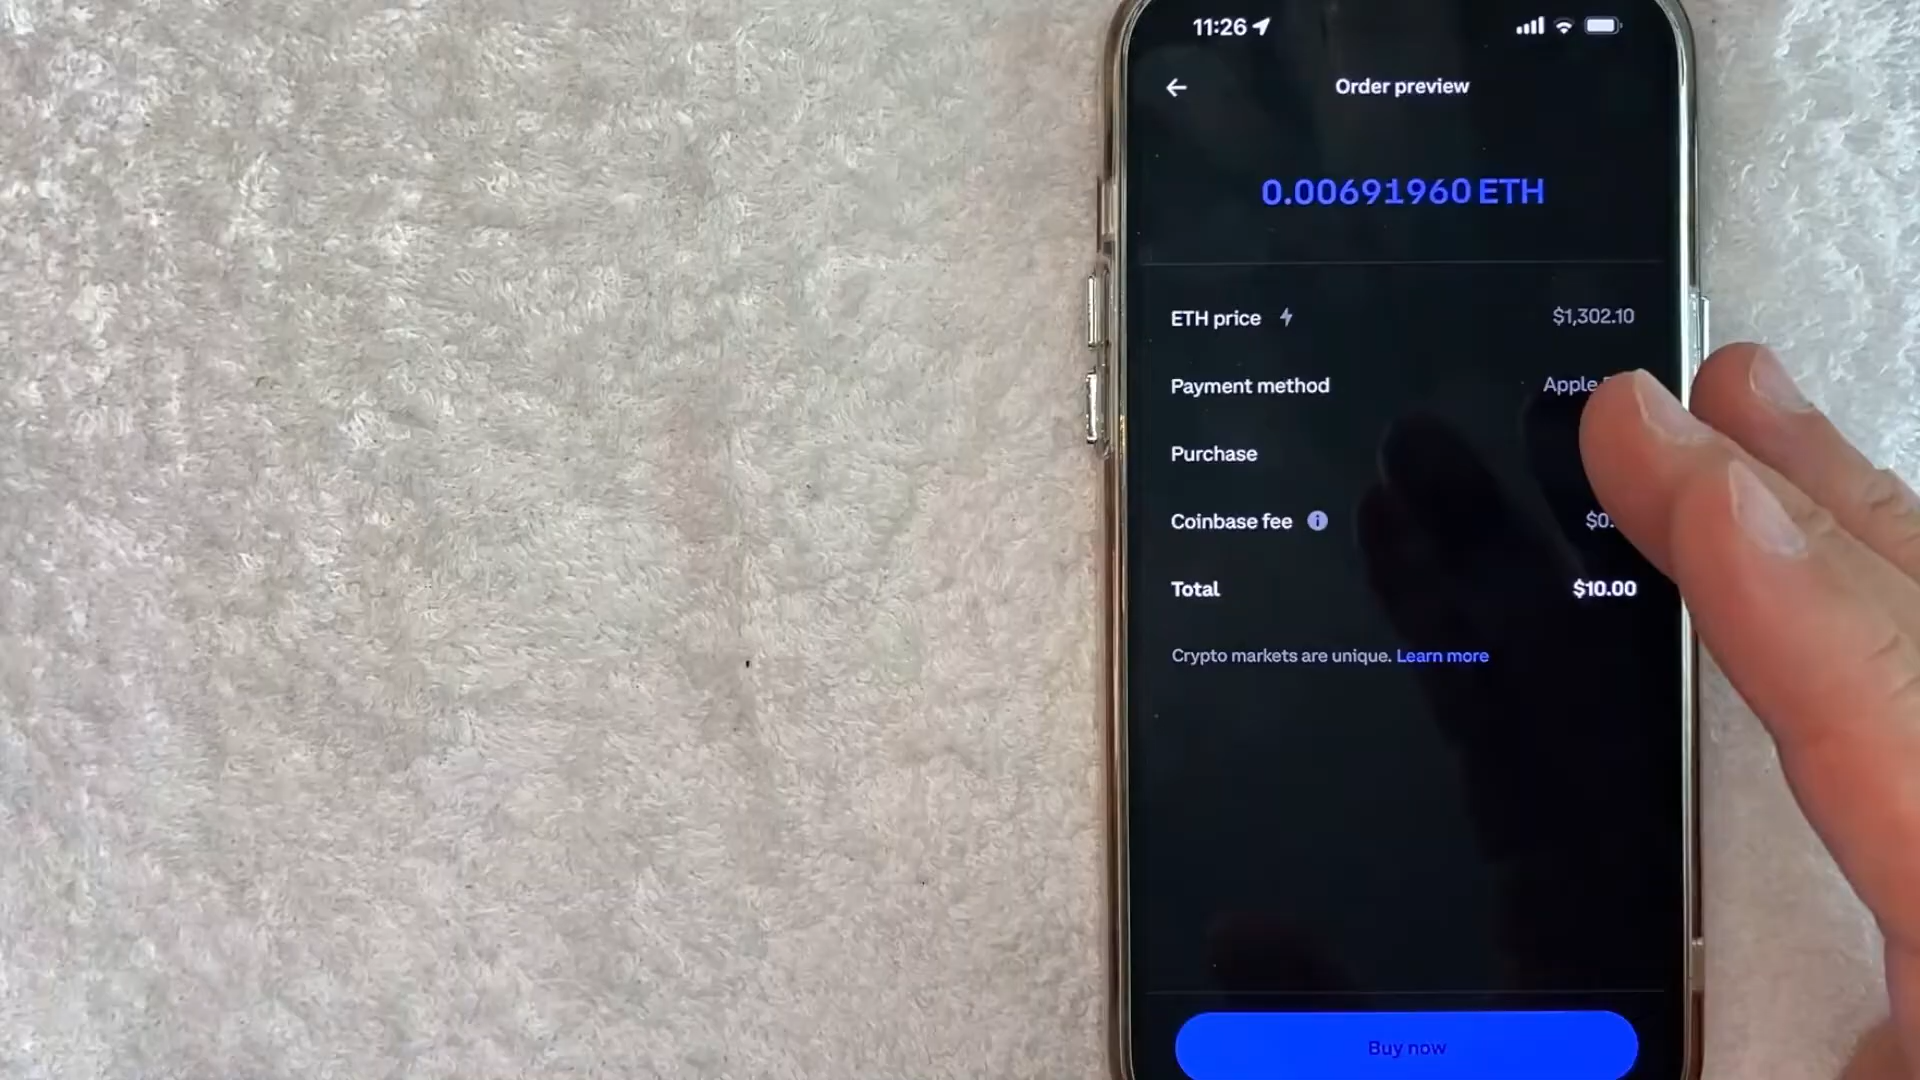 11:26
Order preview
0.00691960 ETH
ETH price $1,302.10
Payment method Apple
Purchase
Coinbase fee $0.
Total $10.00
Crypto markets are unique. Learn more
Buy now